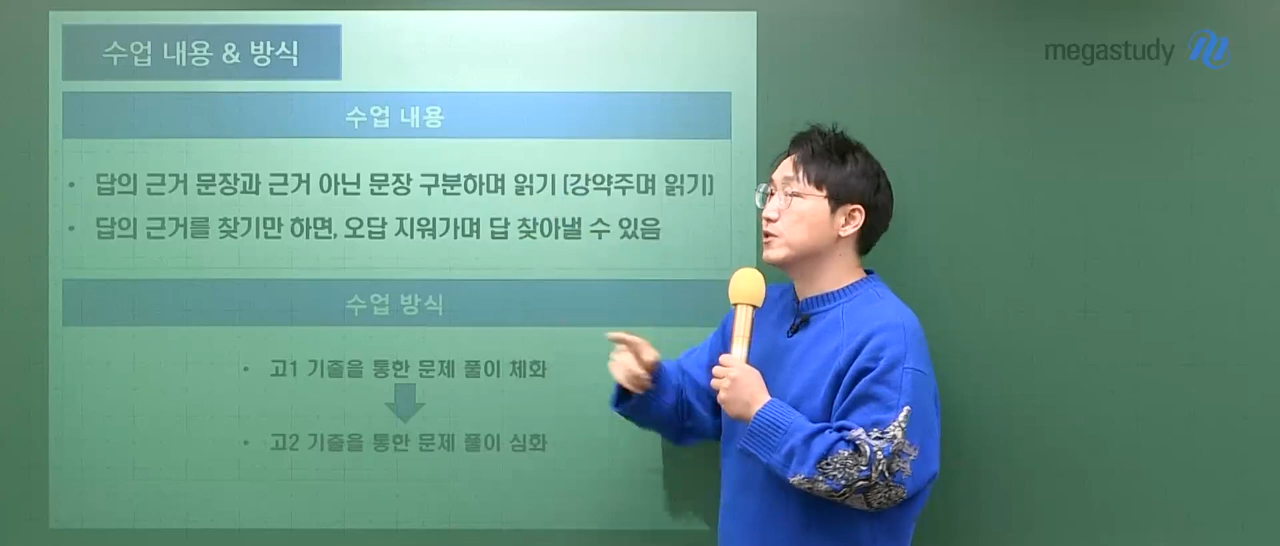 수업 내용 & 방식
megastudy
수업 내용
• 답의 근거 문장과 근거 아닌 문장 구분하며 읽기 (강약주며 읽기)
• 답의 근거를 찾기만 하면, 오답 지워가며 답 찾아낼 수 있음
수업 방식
• 고1 기출을 통한 문제 풀이 체화
• 고2 기출을 통한 문제 풀이 심화